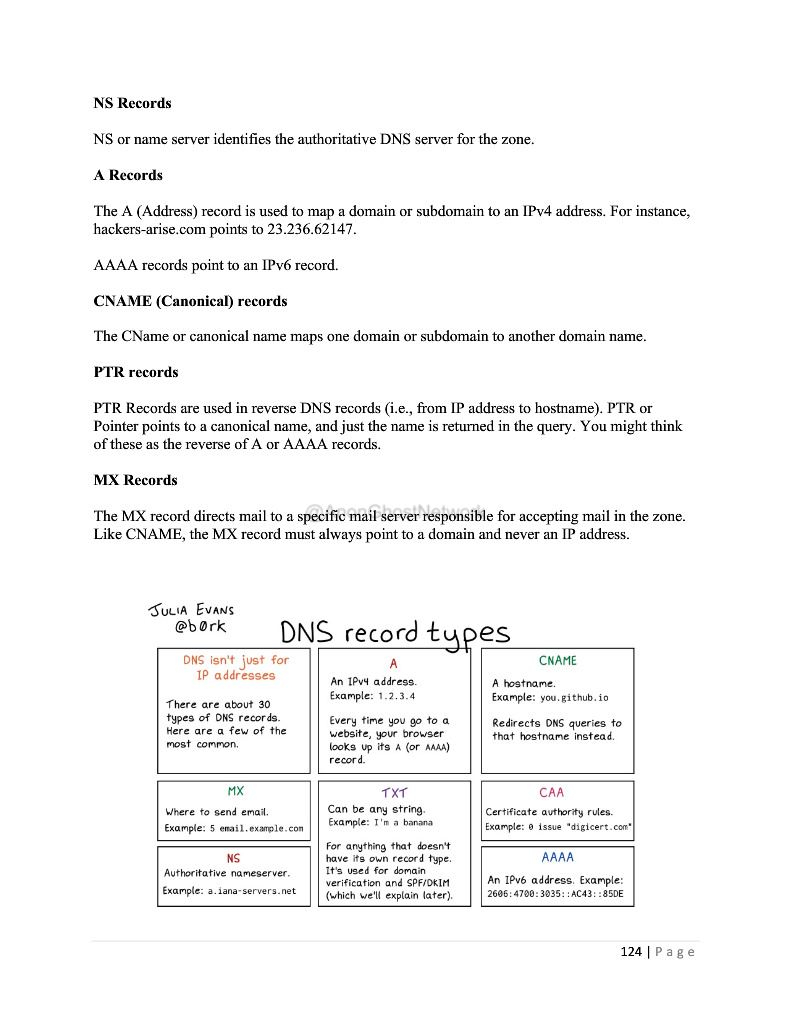 NS Records
NS or name server identifies the authoritative DNS server for the zone.
A Records
The A (Address) record is used to map a domain or subdomain to an IPv4 address. For instance,
hackers-arise.com points to 23.236.62147.
AAAA records point to an IPv6 record.
CNAME (Canonical) records
The CName or canonical name maps one domain or subdomain to another domain name.
PTR records
PTR Records are used in reverse DNS records (i.e., from IP address to hostname). PTR or
Pointer points to a canonical name, and just the name is returned in the query. You might think
of these as the reverse of A or AAAA records.
MX Records
@AnonGhostNetwork
The MX record directs mail to a specific mail server responsible for accepting mail in the zone.
Like CNAME, the MX record must always point to a domain and never an IP address.
JULIA EVANS
@b0rk
DNS record types
DNS isn't just for
IP addresses
There are about 30
types of DNS records.
Here are a few of the
most common.
A
An IPv4 address.
Example: 1.2.3.4
Every time you go to a
website, your browser
looks up its A (or AAAA)
record.
CNAME
A hostname.
Example: you.github.io
Redirects DNS queries to
that hostname instead.
MX
Where to send email.
Example: 5 email.example.com
NS
Authoritative nameserver.
Example: a.iana-servers.net
TXT
Can be any string.
Example: I'm a banana
For anything that doesn't
have its own record type.
It's used for domain
verification and SPF/DKIM
(which we'll explain later).
CAA
Certificate authority rules.
Example: 0 issue "digicert.com"
AAAA
An IPv6 address. Example:
2606:4700:3035::AC43::85DE
124 | Page